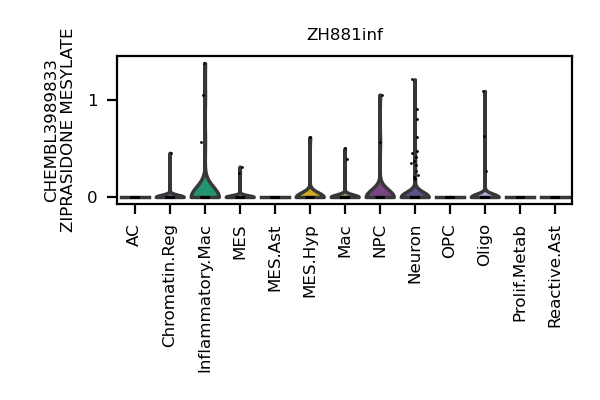 ZH881inf
CHEMBL3989833
ZIPRASIDONE MESYLATE
1
0
AC
Chromatin.Reg
Inflammatory.Mac
MES
MES.Ast
MES.Hyp
Mac
NPC
Neuron
OPC
Oligo
Prolif.Metab
Reactive.Ast